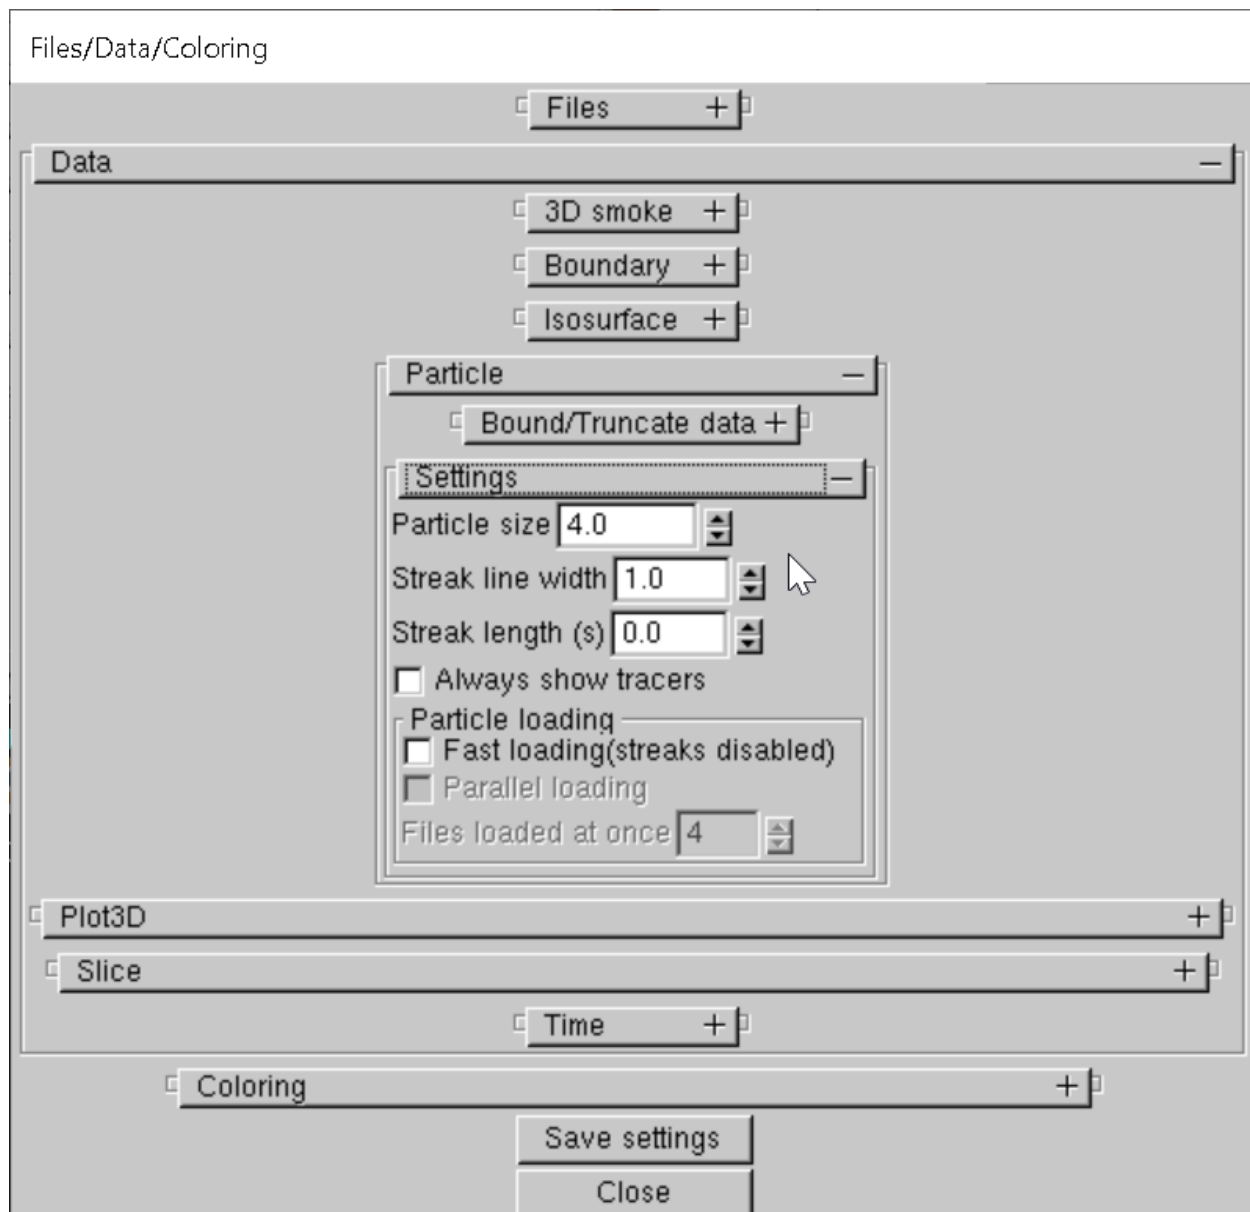 Files/Data/Coloring
Files +
Data −
3D smoke +
Boundary +
Isosurface +
Particle −
Bound/Truncate data +
Settings −
Particle size 4.0
Streak line width 1.0
Streak length (s) 0.0
Always show tracers
Particle loading
Fast loading(streaks disabled)
Parallel loading
Files loaded at once 4
Plot3D +
Slice +
Time +
Coloring +
Save settings
Close